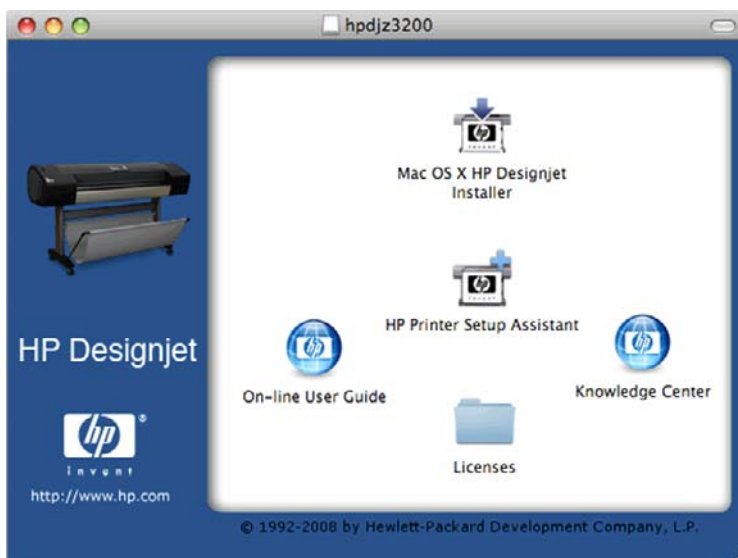 hpdjz3200
Mac OS X HP Designjet
Installer
HP Printer Setup Assistant
On-line User Guide
Knowledge Center
Licenses
HP Designjet
hp
®
invent
http://www.hp.com
© 1992-2008 by Hewlett-Packard Development Company, L.P.